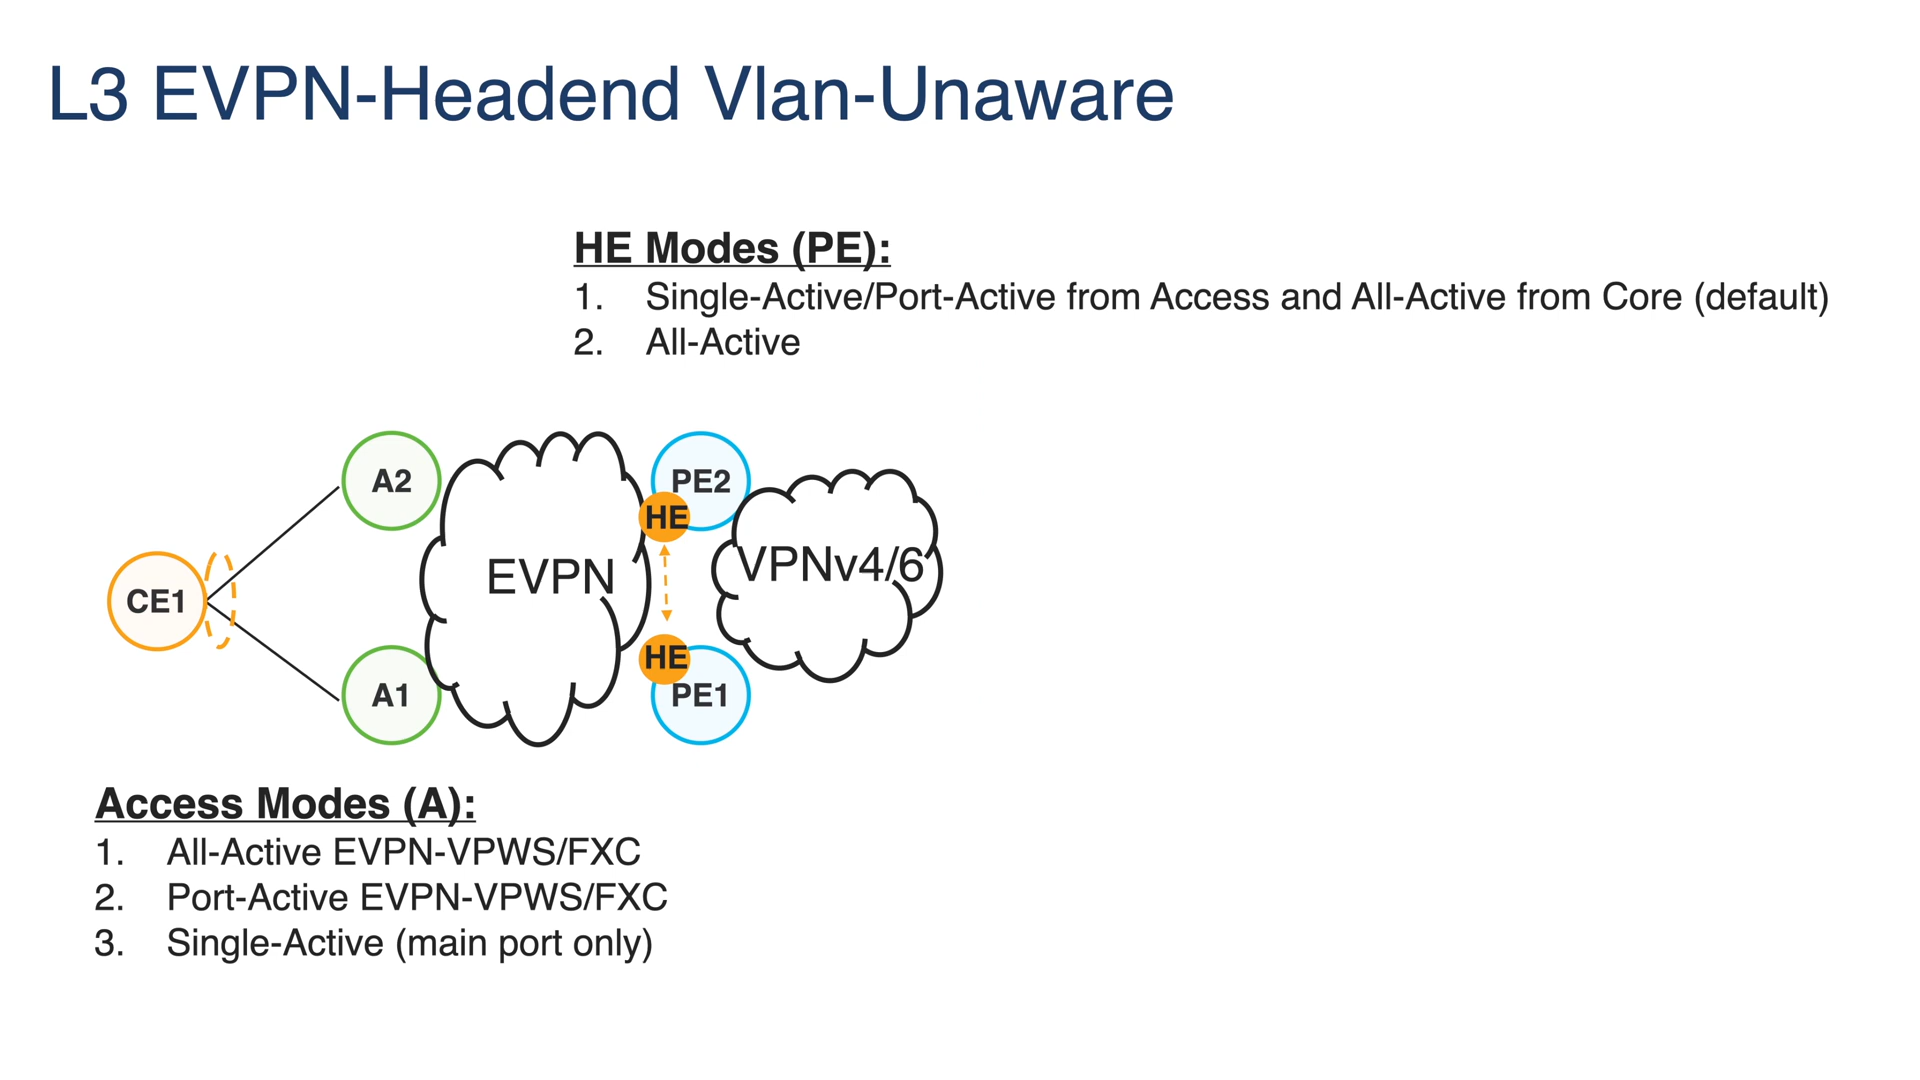 L3 EVPN-Headend Vlan-Unaware
HE Modes (PE):
1. Single-Active/Port-Active from Access and All-Active from Core (default)
2. All-Active
A2
PE2
HE
EVPN
VPNv4/6
CE1
HE
A1
PE1
Access Modes (A):
1. All-Active EVPN-VPWS/FXC
2. Port-Active EVPN-VPWS/FXC
3. Single-Active (main port only)